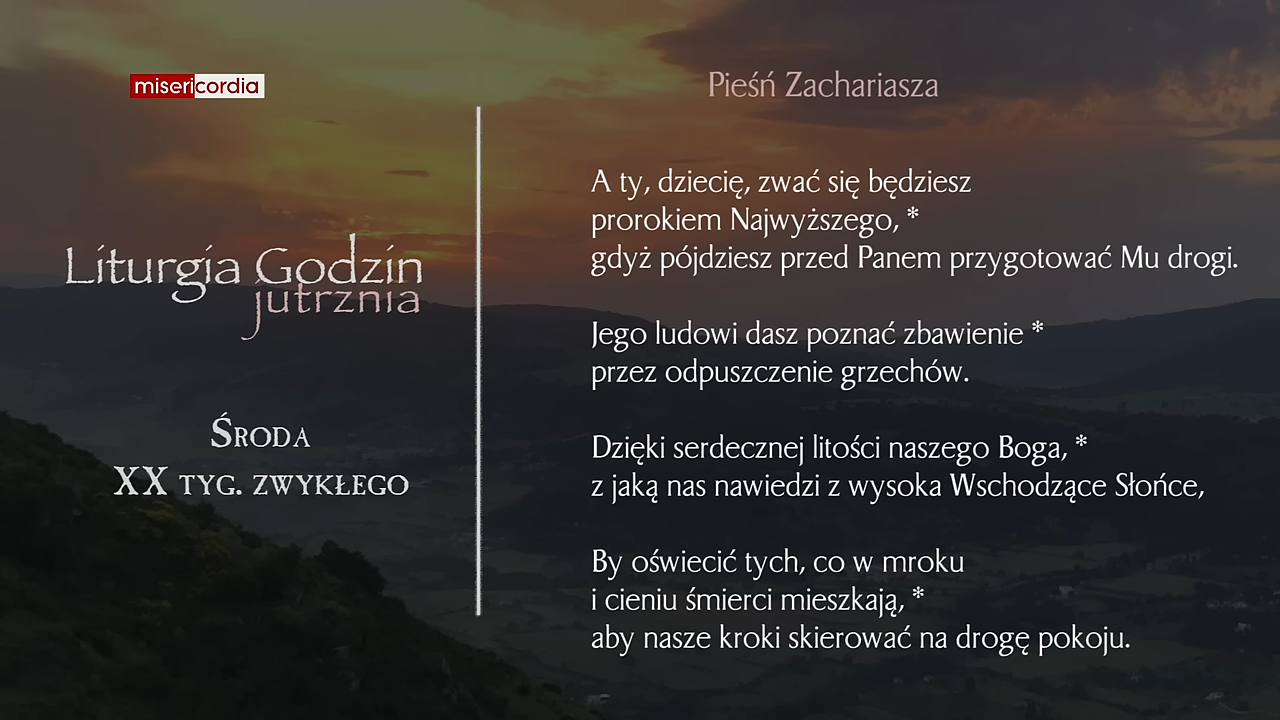 misericordia
Liturgia Godzin
jutrznia
Środa
XX tyg. zwykłego
Pieśń Zachariasza
A ty, dziecię, zwać się będziesz
prorokiem Najwyższego, *
gdyż pójdziesz przed Panem przygotować Mu drogi.
Jego ludowi dasz poznać zbawienie *
przez odpuszczenie grzechów.
Dzięki serdecznej litości naszego Boga, *
z jaką nas nawiedzi z wysoka Wschodzące Słońce,
By oświecić tych, co w mroku
i cieniu śmierci mieszkają, *
aby nasze kroki skierować na drogę pokoju.